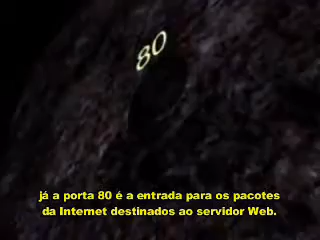 80
já a porta 80 é a entrada para os pacotes
da Internet destinados ao servidor Web.